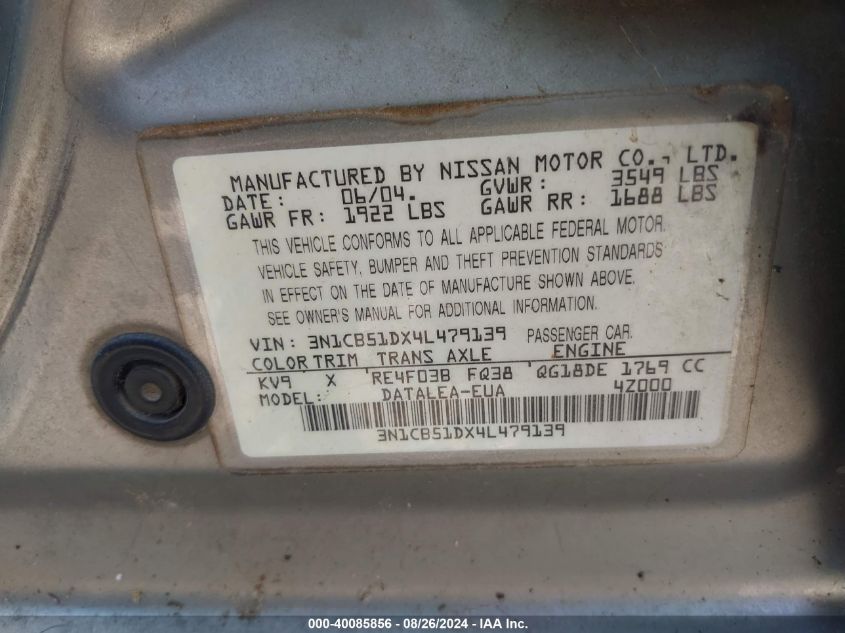 MANUFACTURED BY NISSAN MOTOR CO., LTD.
DATE: 06/04. GVWR: 3549 LBS
GAWR FR: 1922 LBS GAWR RR: 1688 LBS
THIS VEHICLE CONFORMS TO ALL APPLICABLE FEDERAL MOTOR
VEHICLE SAFETY, BUMPER AND THEFT PREVENTION STANDARDS
IN EFFECT ON THE DATE OF MANUFACTURE SHOWN ABOVE.
SEE OWNER'S MANUAL FOR ADDITIONAL INFORMATION.
VIN: 3N1CB51DX4L479139 PASSENGER CAR.
COLOR TRIM TRANS AXLE ENGINE
KV9 X 'RE4F03B FQ38 'QG18DE 1769 CC
MODEL: DATALEA-EUA 4Z000
3N1CB51DX4L479139
000-40085856 - 08/26/2024 - IAAI - Insurance Auto Auctions, Inc.